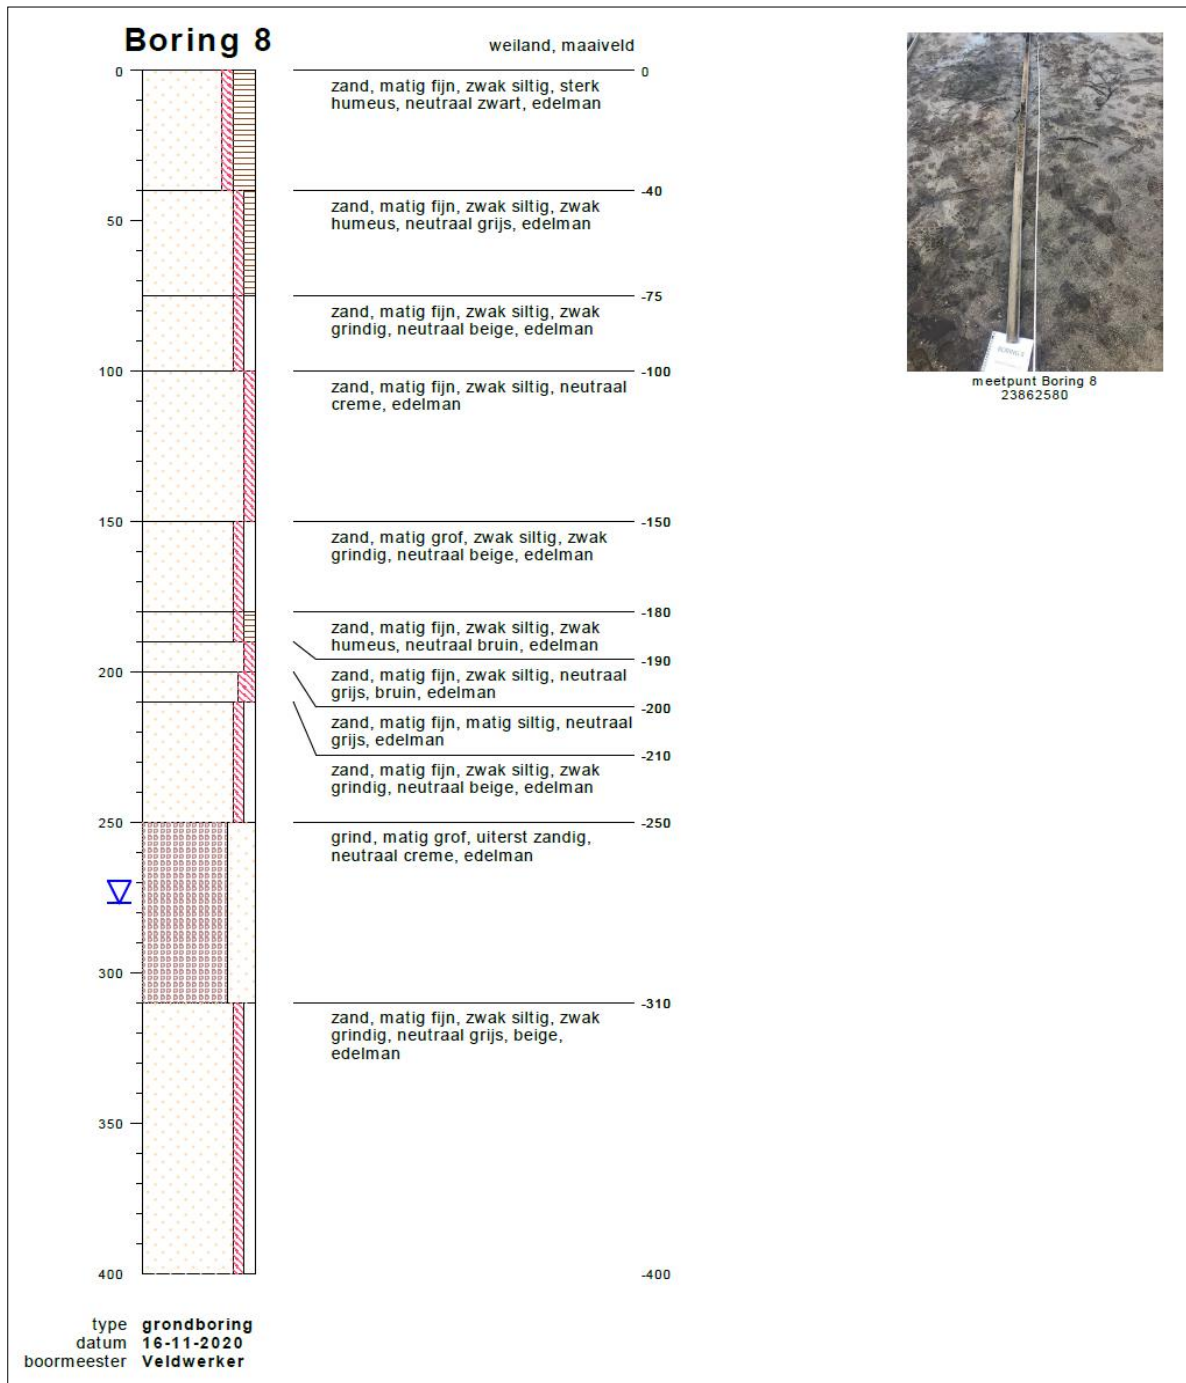 Boring 8
weiland, maaiveld
0
0
zand, matig fijn, zwak siltig, sterk
humeus, neutraal zwart, edelman
-40
zand, matig fijn, zwak siltig, zwak
humeus, neutraal grijs, edelman
50
-75
zand, matig fijn, zwak siltig, zwak
grindig, neutraal beige, edelman
100
-100
zand, matig fijn, zwak siltig, neutraal
creme, edelman
150
-150
zand, matig grof, zwak siltig, zwak
grindig, neutraal beige, edelman
-180
zand, matig fijn, zwak siltig, zwak
humeus, neutraal bruin, edelman
-190
200
zand, matig fijn, zwak siltig, neutraal
grijs, bruin, edelman
-200
zand, matig fijn, matig siltig, neutraal
grijs, edelman
-210
zand, matig fijn, zwak siltig, zwak
grindig, neutraal beige, edelman
250
-250
grind, matig grof, uiterst zandig,
neutraal creme, edelman
300
-310
zand, matig fijn, zwak siltig, zwak
grindig, neutraal grijs, beige,
edelman
350
400
-400
BORING 8
meetpunt Boring 8
23862580
type grondboring
datum 16-11-2020
boormeester Veldwerker